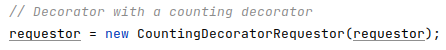 // Decorator with a counting decorator
requestor = new CountingDecoratorRequestor(requestor);